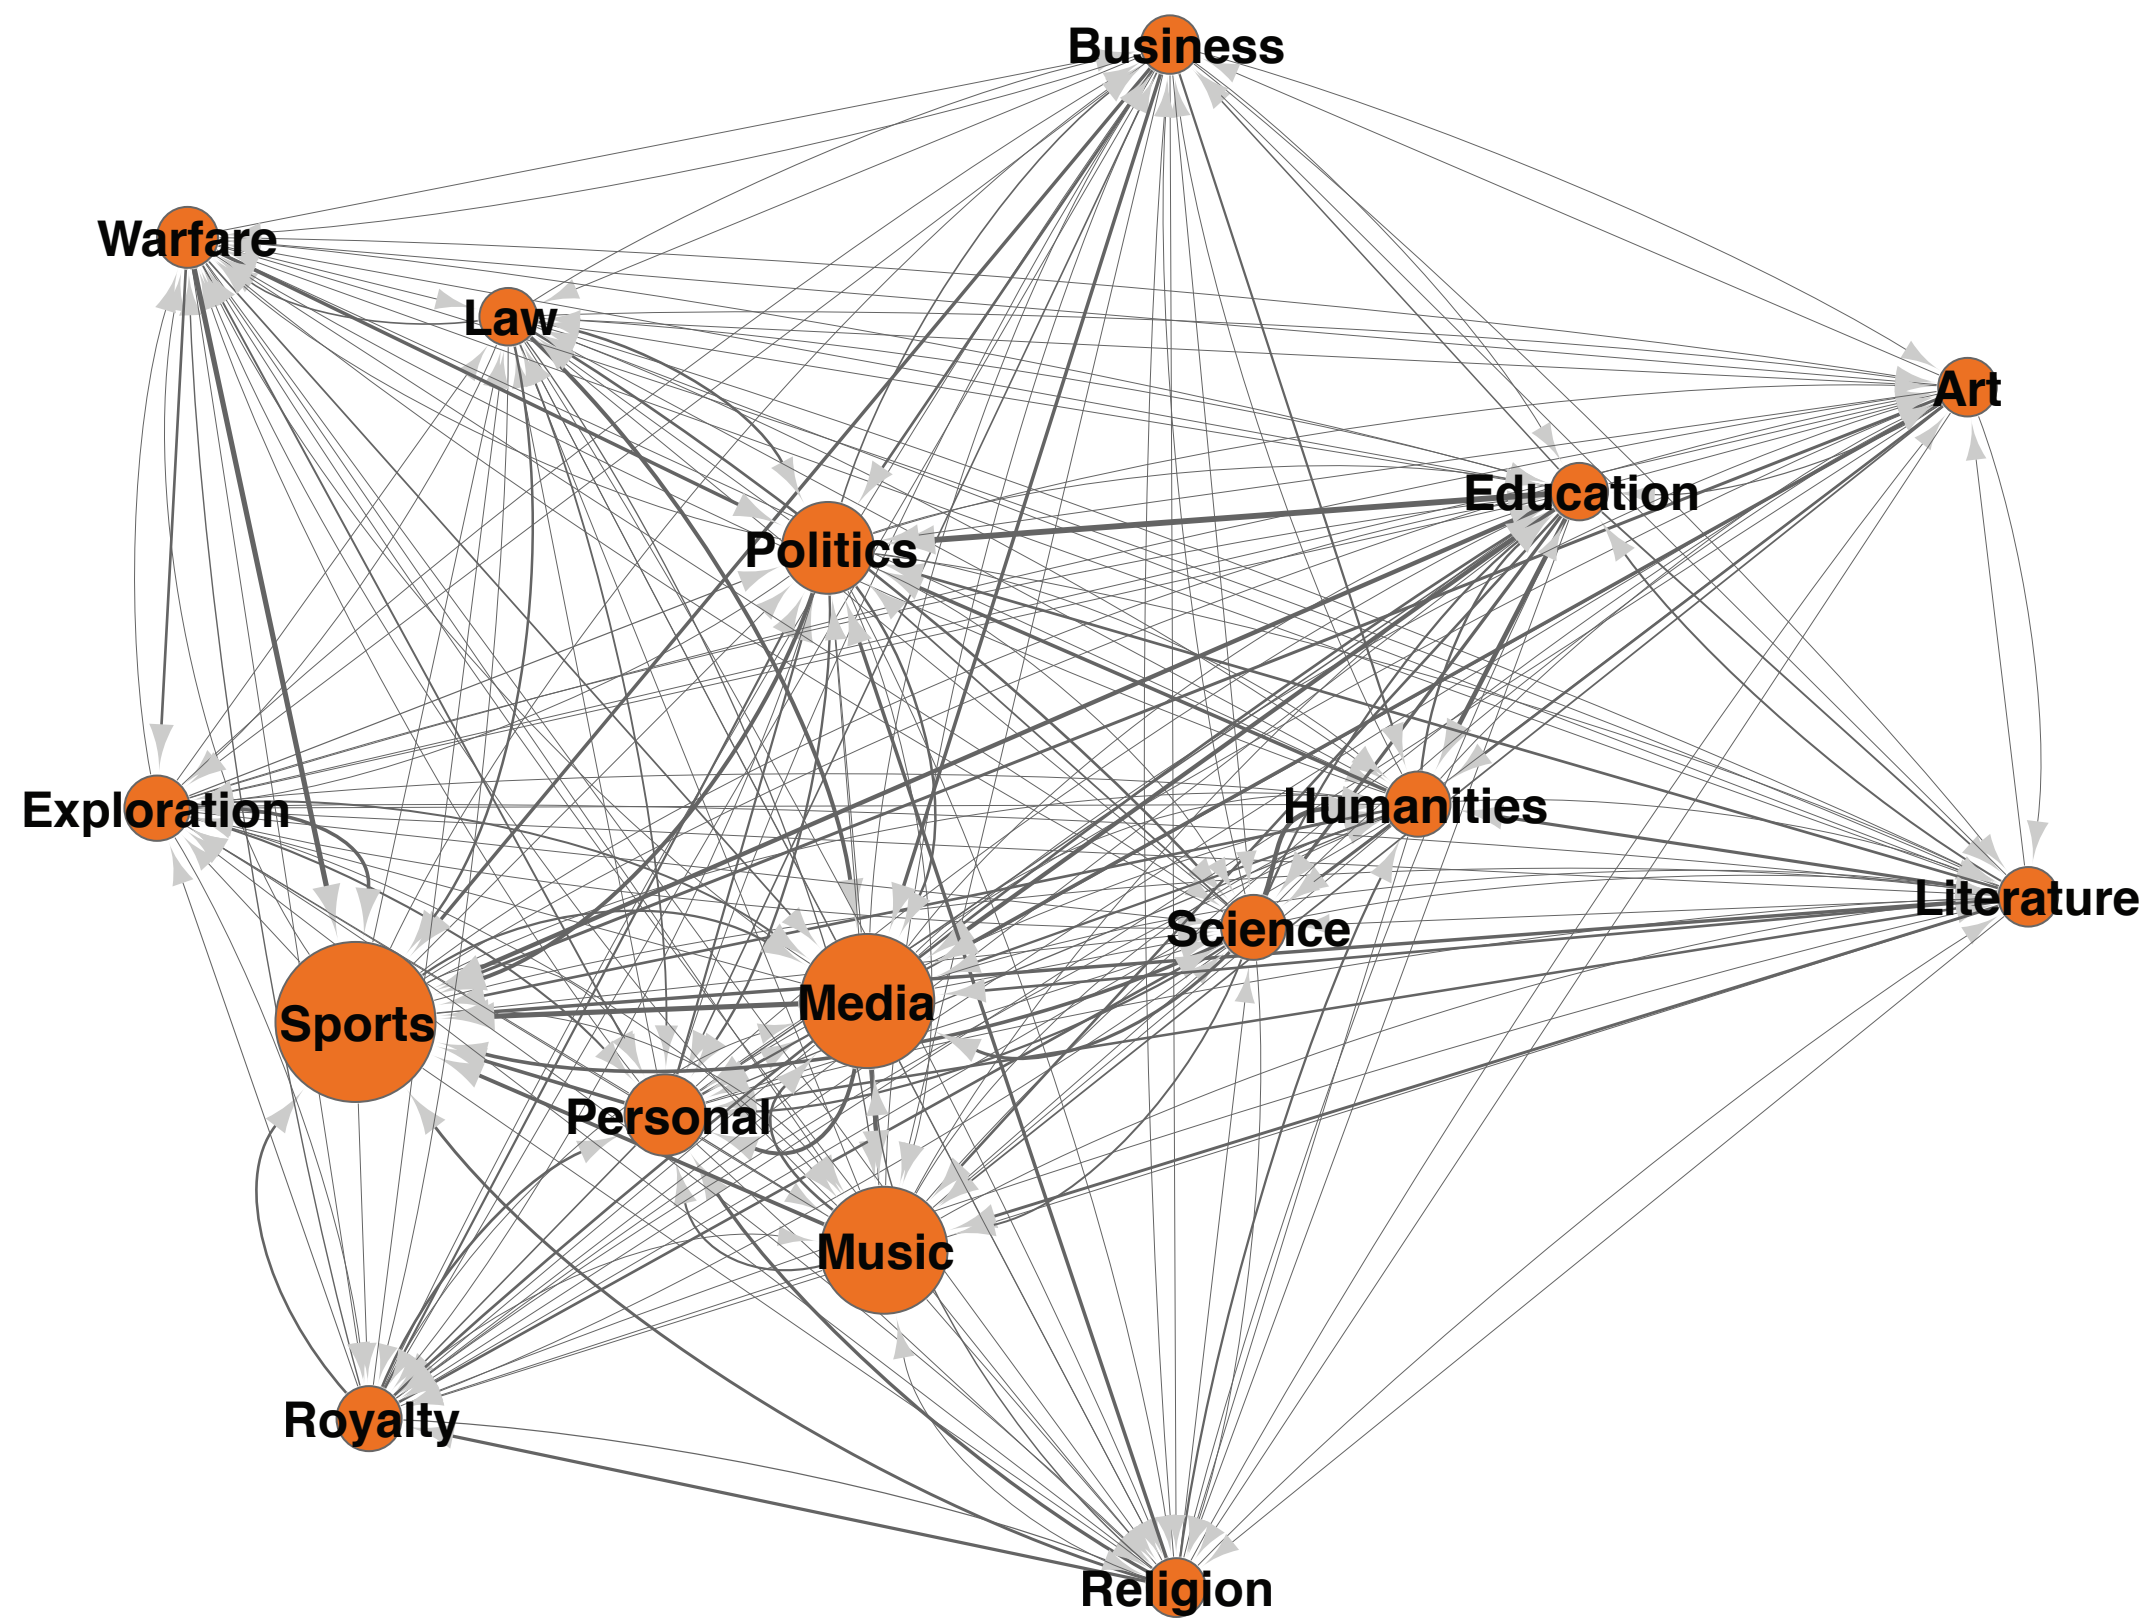 Business
Warfare
Law
Art
Education
Politics
Exploration
Humanities
Literature
Science
Media
Sports
Personal
Music
Royalty
Religion